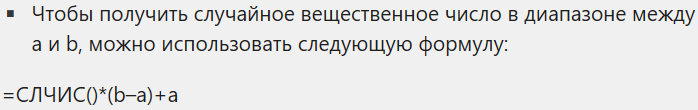 ▪ Чтобы получить случайное вещественное число в диапазоне между
a и b, можно использовать следующую формулу:
=СЛЧИС()*(b–a)+a